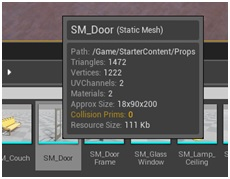 SM_Door (Static Mesh)
Path: /Game/StarterContent/Props
Triangles: 1472
Vertices: 1222
UVChannels: 2
Materials: 2
Approx Size: 18x90x200
Collision Prims: 0
Resource Size: 111 Kb
SM_Couch
SM_Door
SM_Door
Frame
SM_Glass
Window
SM_Lamp_
Ceiling